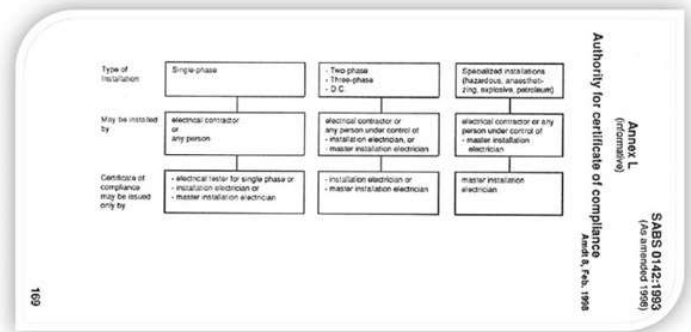 SABS 0142:1993
(As amended 1998)
Annex L
(informative)
Authority for certificate of compliance
Amdt 8, Feb. 1998
Type of
Installation
Single-phase
- Two-phase
- Three-phase
- D.C.
Specialized installations
(hazardous, anaesthet-
izing, explosive, petroleum)
May be installed
by
electrical contractor
or
any person
electrical contractor or
any person under control of
- installation electrician, or
- master installation electrician
electrical contractor or any
person under control of
- master installation
electrician
Certificate of
compliance
may be issued
only by
- electrical tester for single phase or
- installation electrician or
- master installation electrician
- installation electrician or
- master installation electrician
master installation
electrician
169